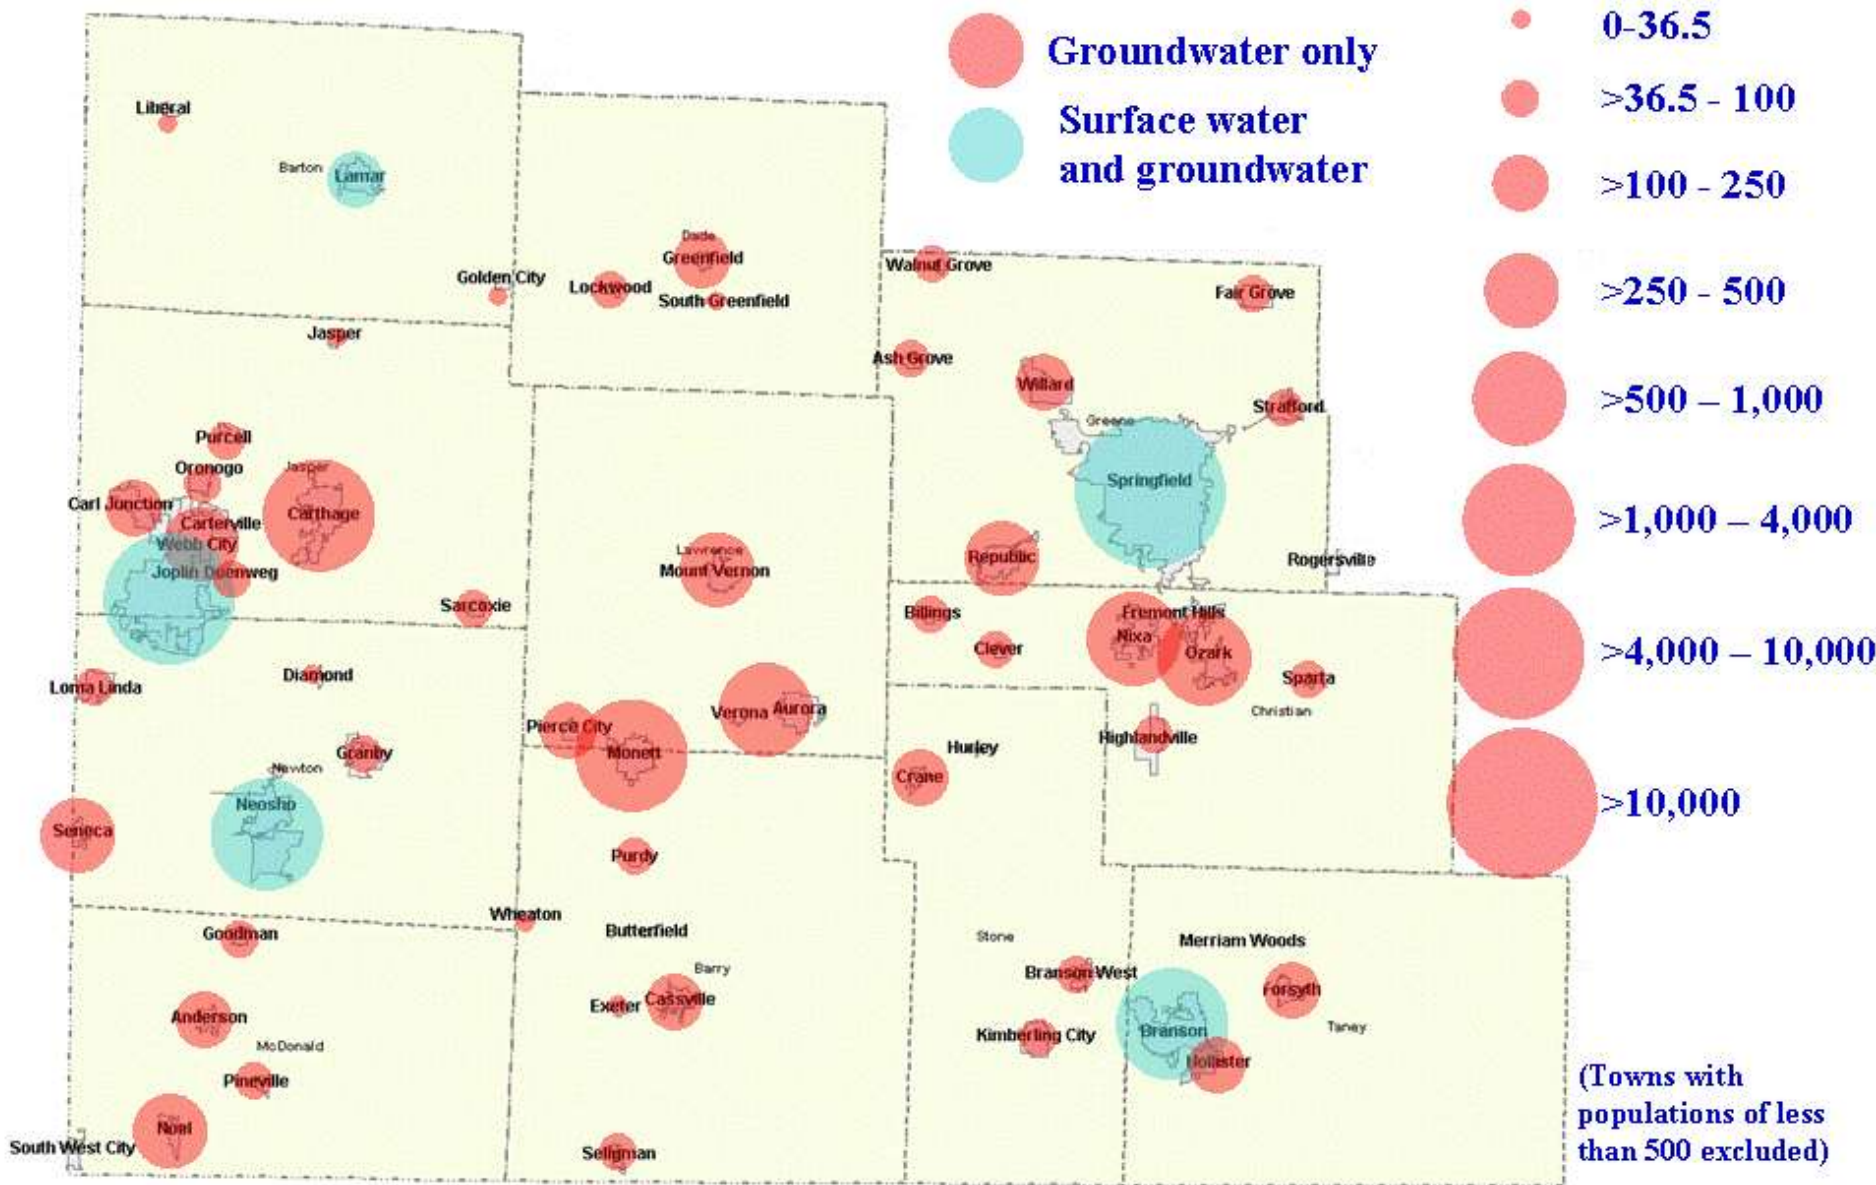 Groundwater only
Surface water
and groundwater
0-36.5
>36.5 - 100
>100 - 250
>250 - 500
>500 – 1,000
>1,000 – 4,000
>4,000 – 10,000
>10,000
(Towns with
populations of less
than 500 excluded)
Liberal
Barton
Lamar
Golden City
Dade
Greenfield
Lockwood
South Greenfield
Walnut Grove
Fair Grove
Ash Grove
Willard
Strafford
Greene
Springfield
Republic
Rogersville
Jasper
Purcell
Oronogo
Jasper
Carl Junction
Carthage
Carterville
Webb City
Joplin
Duenweg
Sarcoxie
Lawrence
Mount Vernon
Verona
Aurora
Pierce City
Monett
Billings
Fremont Hills
Nixa
Clever
Ozark
Sparta
Christian
Highlandville
Loma Linda
Diamond
Granby
Newton
Neosho
Seneca
Hurley
Crane
Purdy
Wheaton
Butterfield
Barry
Exeter
Cassville
Seligman
Goodman
Anderson
McDonald
Pineville
Noel
South West City
Stone
Branson West
Kimberling City
Merriam Woods
Forsyth
Branson
Taney
Hollister